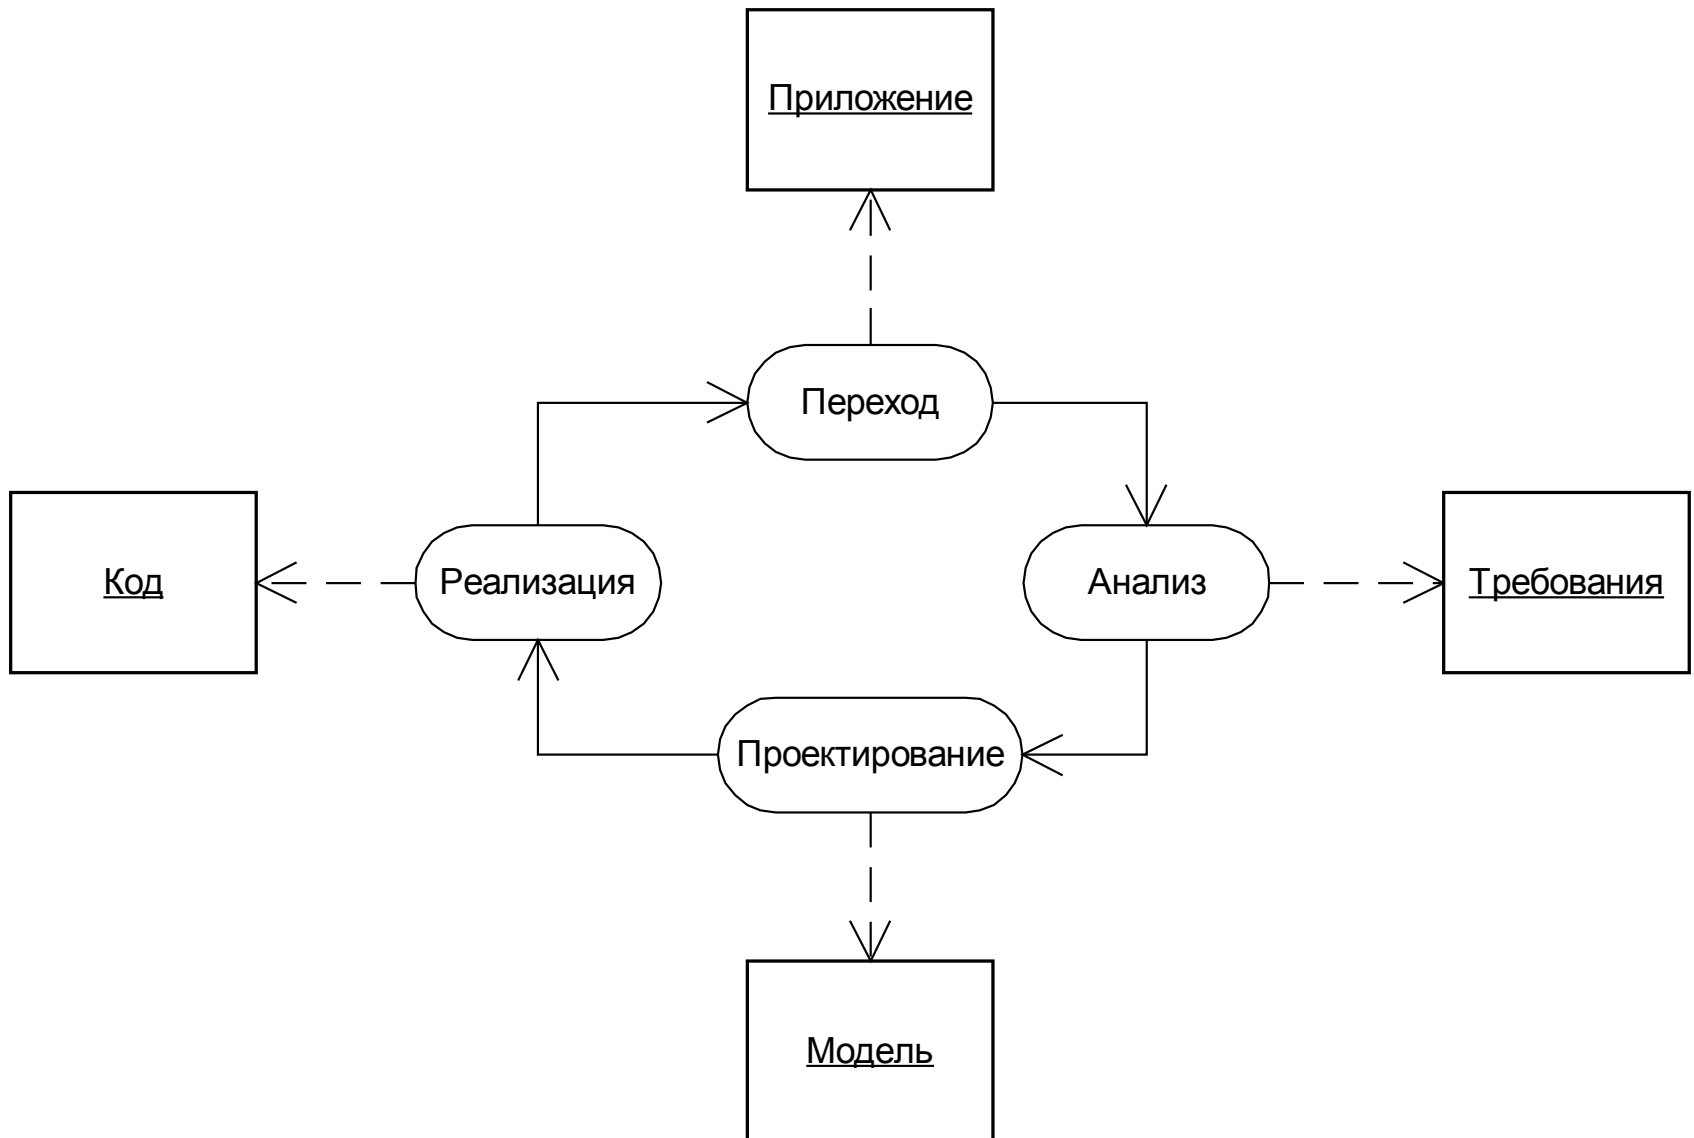 Приложение
Переход
Код
Реализация
Анализ
Требования
Проектирование
Модель